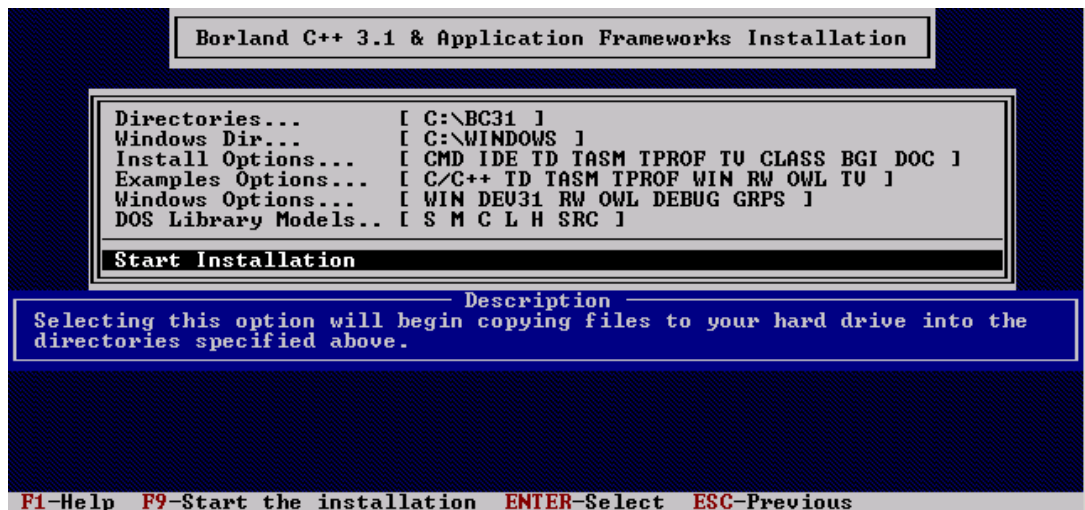 Borland C++ 3.1 & Application Frameworks Installation
Directories... [ C:\BC31 ]
Windows Dir... [ C:\WINDOWS ]
Install Options... [ CMD IDE TD TASM TPROF TV CLASS BGI DOC ]
Examples Options... [ C/C++ TD TASM TPROF WIN RW OWL TV ]
Windows Options... [ WIN DEV31 RW OWL DEBUG GRPS ]
DOS Library Models.. [ S M C L H SRC ]
Start Installation
Description
Selecting this option will begin copying files to your hard drive into the
directories specified above.
F1-Help F9-Start the installation ENTER-Select ESC-Previous